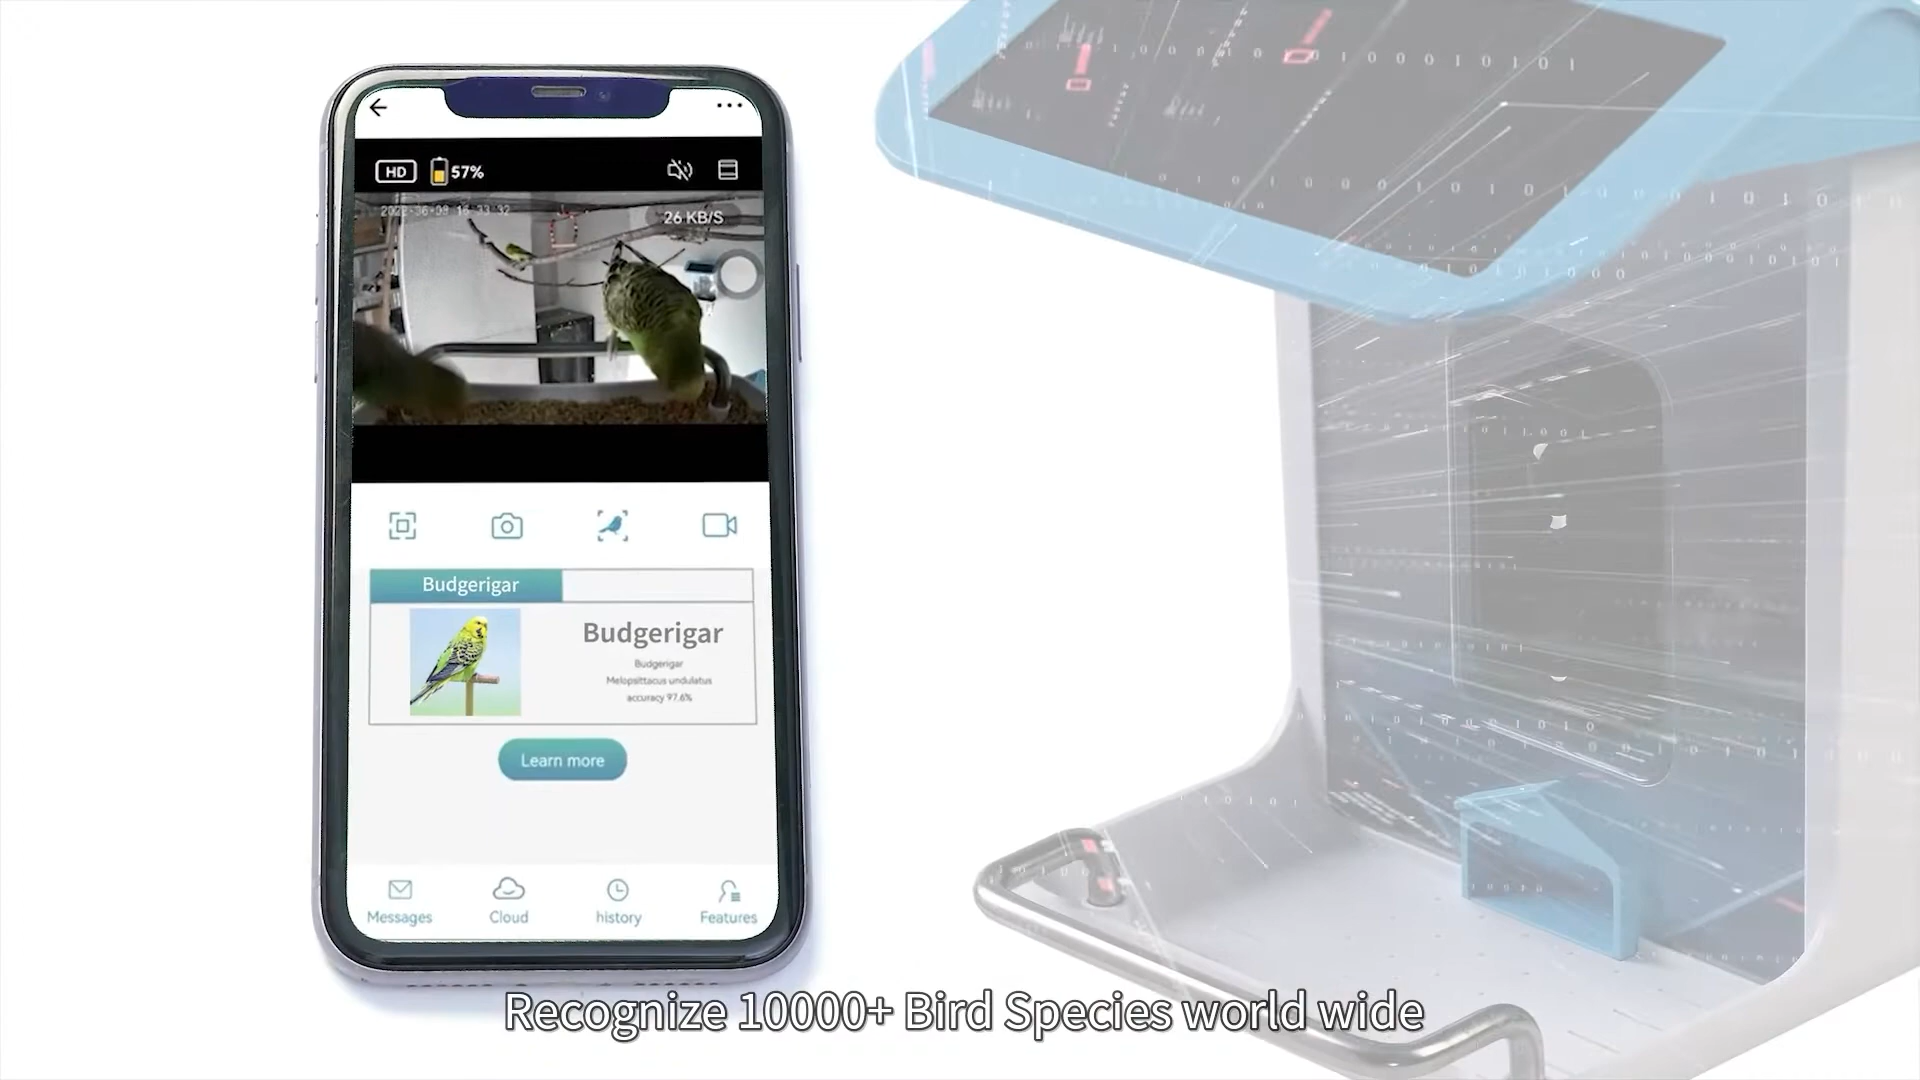 HD 57%
26 KB/S
Budgerigar
Budgerigar
Budgerigar
Melopsittacus undulatus
accuracy 97.6%
Learn more
Messages Cloud history Features
Recognize 10000+ Bird Species world wide